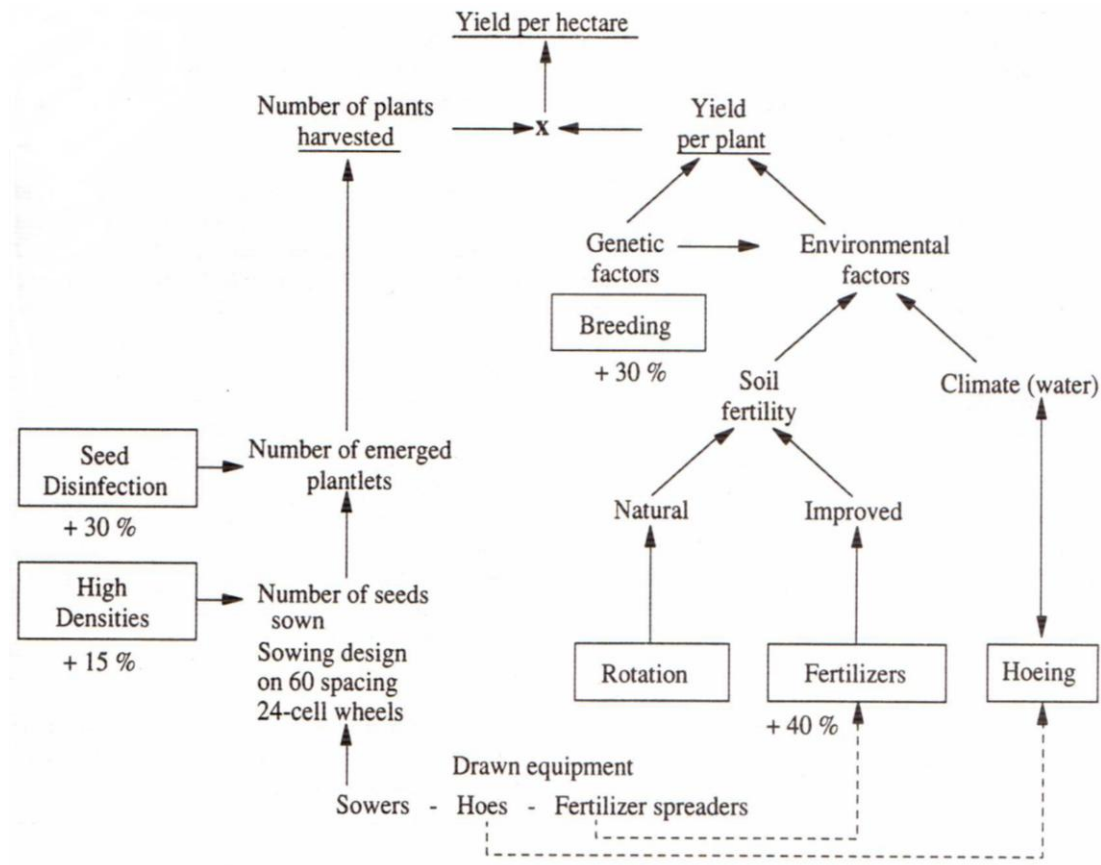 Yield per hectare
Number of plants
harvested
X
Yield
per plant
Genetic
factors
Environmental
factors
Breeding
+ 30 %
Soil
fertility
Climate (water)
Seed
Disinfection
+ 30 %
Number of emerged
plantlets
Natural
Improved
High
Densities
+ 15 %
Number of seeds
sown
Sowing design
on 60 spacing
24-cell wheels
Rotation
Fertilizers
+ 40 %
Hoeing
Drawn equipment
Sowers - Hoes - Fertilizer spreaders